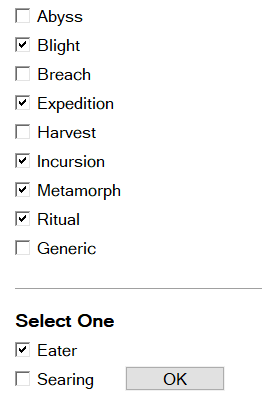 Abyss
Blight
Breach
Expedition
Harvest
Incursion
Metamorph
Ritual
Generic
Select One
Eater
Searing OK